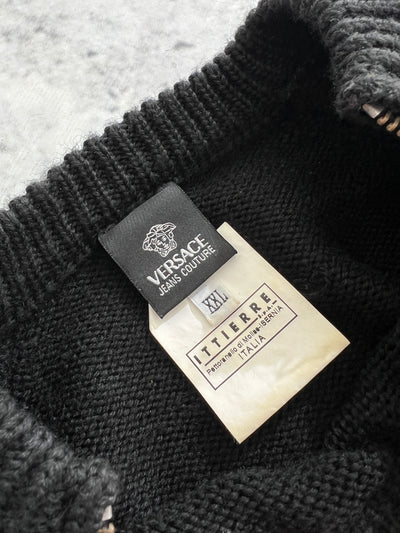 VERSACE
JEANS COUTURE
XXL
ITTIERRE
S.P.A.
Pettoranello di Molise-ISERNIA
ITALIA